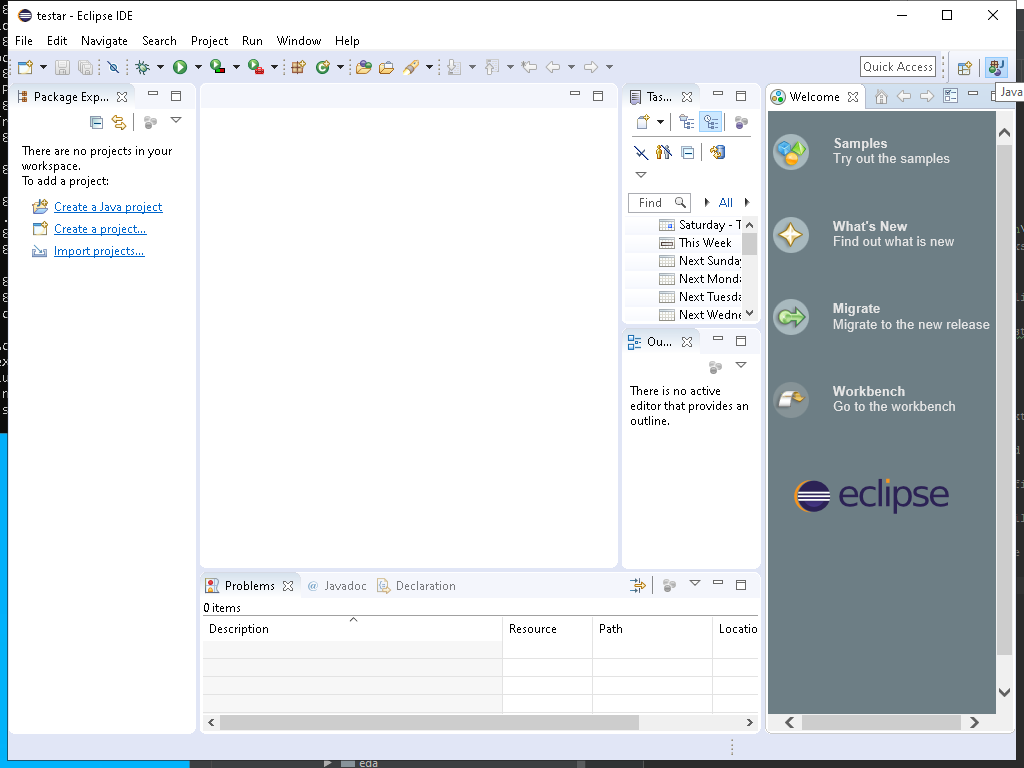 testar - Eclipse IDE
File Edit Navigate Search Project Run Window Help
Quick Access
Java
Package Exp...
There are no projects in your
workspace.
To add a project:
Create a Java project
Create a project...
Import projects...
Tas...
Find
All
Saturday - T
This Week
Next Sunday
Next Monda
Next Tuesda
Next Wedne
Ou...
There is no active
editor that provides an
outline.
Welcome
Samples
Try out the samples
What's New
Find out what is new
Migrate
Migrate to the new release
Workbench
Go to the workbench
eclipse
Problems @ Javadoc Declaration
0 items
Description Resource Path Locatio
eda